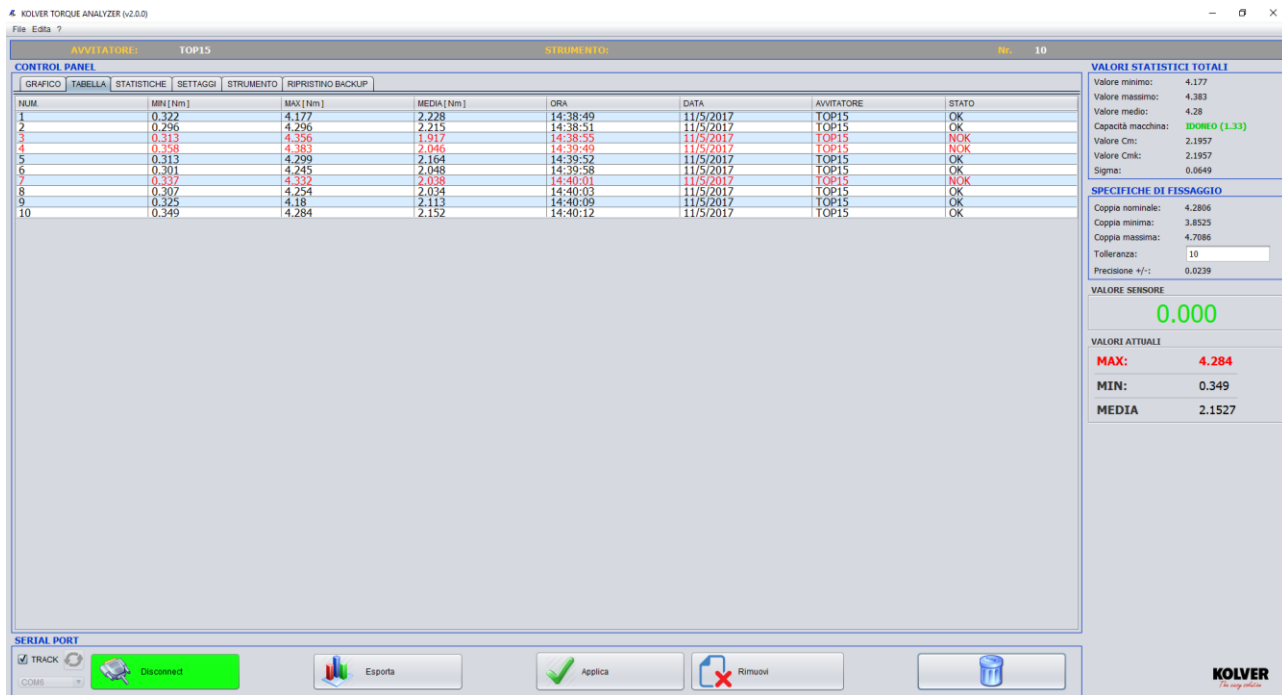 KOLVER TORQUE ANALYZER (v2.0.0)
File Edita ?
AVVITATORE: TOP15 STRUMENTO: Nr. 10
CONTROL PANEL
GRAFICO TABELLA STATISTICHE SETTAGGI STRUMENTO RIPRISTINO BACKUP
NUM. MIN [ Nm ] MAX [ Nm ] MEDIA [ Nm ] ORA DATA AVVITATORE STATO
1 0.322 4.177 2.228 14:38:49 11/5/2017 TOP15 OK
2 0.296 4.296 2.215 14:38:51 11/5/2017 TOP15 OK
3 0.313 4.356 1.917 14:38:55 11/5/2017 TOP15 NOK
4 0.358 4.383 2.046 14:39:49 11/5/2017 TOP15 NOK
5 0.313 4.299 2.164 14:39:52 11/5/2017 TOP15 OK
6 0.301 4.245 2.048 14:39:58 11/5/2017 TOP15 OK
7 0.337 4.332 2.038 14:40:01 11/5/2017 TOP15 NOK
8 0.307 4.254 2.034 14:40:03 11/5/2017 TOP15 OK
9 0.325 4.18 2.113 14:40:09 11/5/2017 TOP15 OK
10 0.349 4.284 2.152 14:40:12 11/5/2017 TOP15 OK
VALORI STATISTICI TOTALI
Valore minimo: 4.177
Valore massimo: 4.383
Valore medio: 4.28
Capacità macchina: IDONEO (1.33)
Valore Cm: 2.1957
Valore Cmk: 2.1957
Sigma: 0.0649
SPECIFICHE DI FISSAGGIO
Coppia nominale: 4.2806
Coppia minima: 3.8525
Coppia massima: 4.7086
Tolleranza: 10
Precisione +/-: 0.0239
VALORE SENSORE
0.000
VALORI ATTUALI
MAX: 4.284
MIN: 0.349
MEDIA 2.1527
SERIAL PORT
TRACK
COM6
Disconnect
Esporta
Applica
Rimuovi
KOLVER
The easy solution